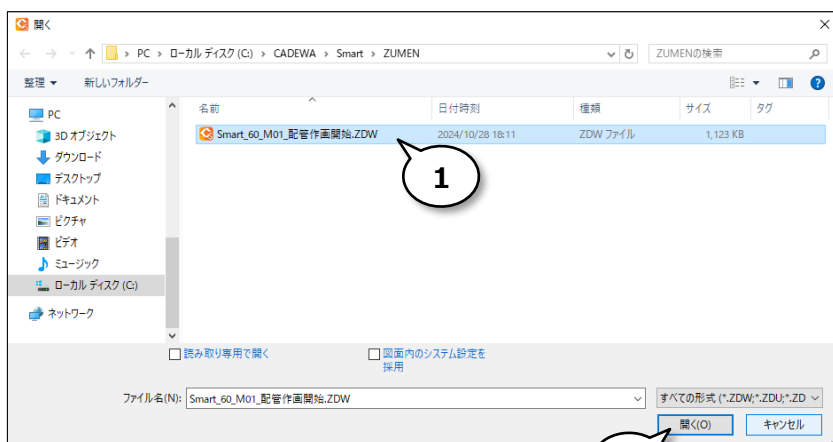 開く
PC > ローカル ディスク (C:) > CADEWA > Smart > ZUMEN
ZUMENの検索
整理 新しいフォルダー
名前 日付時刻 種類 サイズ タグ
Smart_60_M01_配管作画開始.ZDW 2024/10/28 18:11 ZDW ファイル 1,123 KB
1
PC
3D オブジェクト
ダウンロード
デスクトップ
ドキュメント
ピクチャ
ビデオ
ミュージック
ローカル ディスク (C:)
ネットワーク
読み取り専用で開く
図面内のシステム設定を
採用
ファイル名(N): Smart_60_M01_配管作画開始.ZDW
すべての形式 (*.ZDW;*.ZDU;*.ZD
開く(O) キャンセル